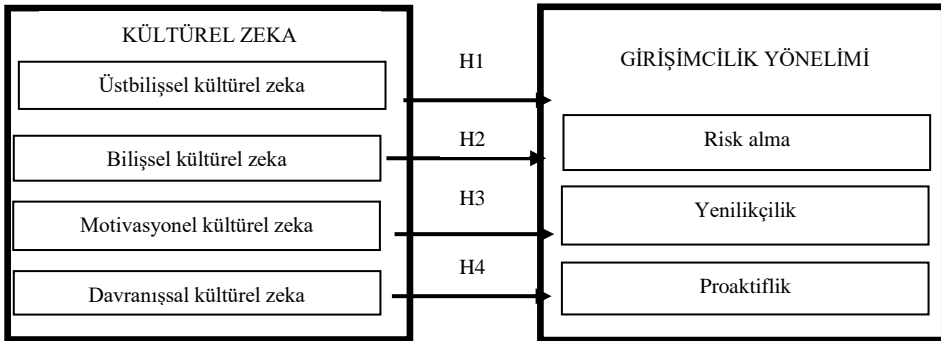 KÜLTÜREL ZEKA
Üstbilişsel kültürel zeka
Bilişsel kültürel zeka
Motivasyonel kültürel zeka
Davranışsal kültürel zeka
H1
H2
H3
H4
GİRİŞİMCİLİK YÖNELİMİ
Risk alma
Yenilikçilik
Proaktiflik